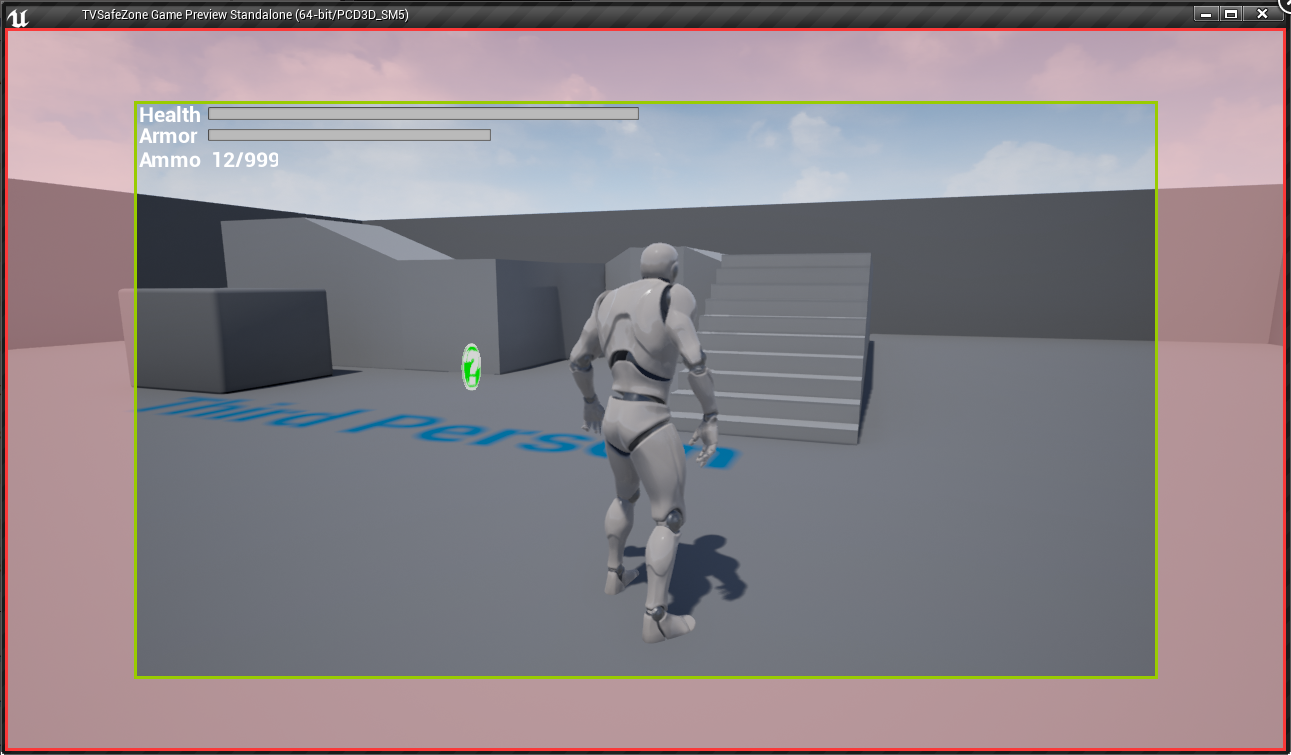 TVSafeZone Game Preview Standalone (64-bit/PCD3D_SM5)
Health
Armor
Ammo 12/999
Third Person